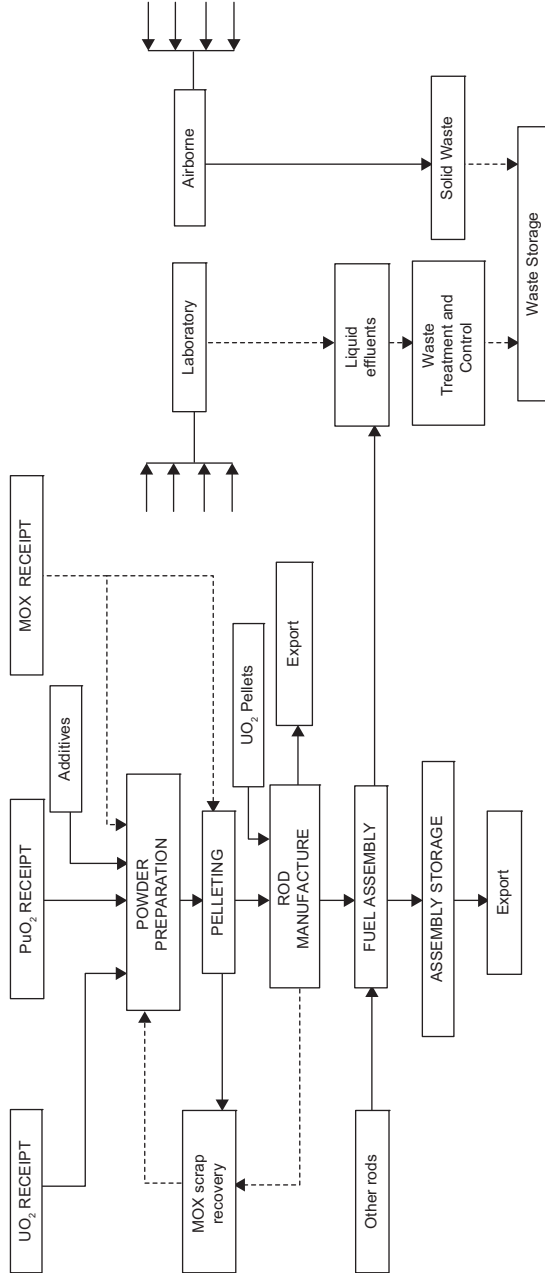 UO₂ RECEIPT
PuO₂ RECEIPT
MOX RECEIPT
Additives
POWDER
PREPARATION
PELLETING
MOX scrap
recovery
UO₂ Pellets
ROD
MANUFACTURE
Export
Other rods
FUEL ASSEMBLY
ASSEMBLY STORAGE
Export
Laboratory
Airborne
Liquid
effluents
Waste
Treatment and
Control
Solid Waste
Waste Storage